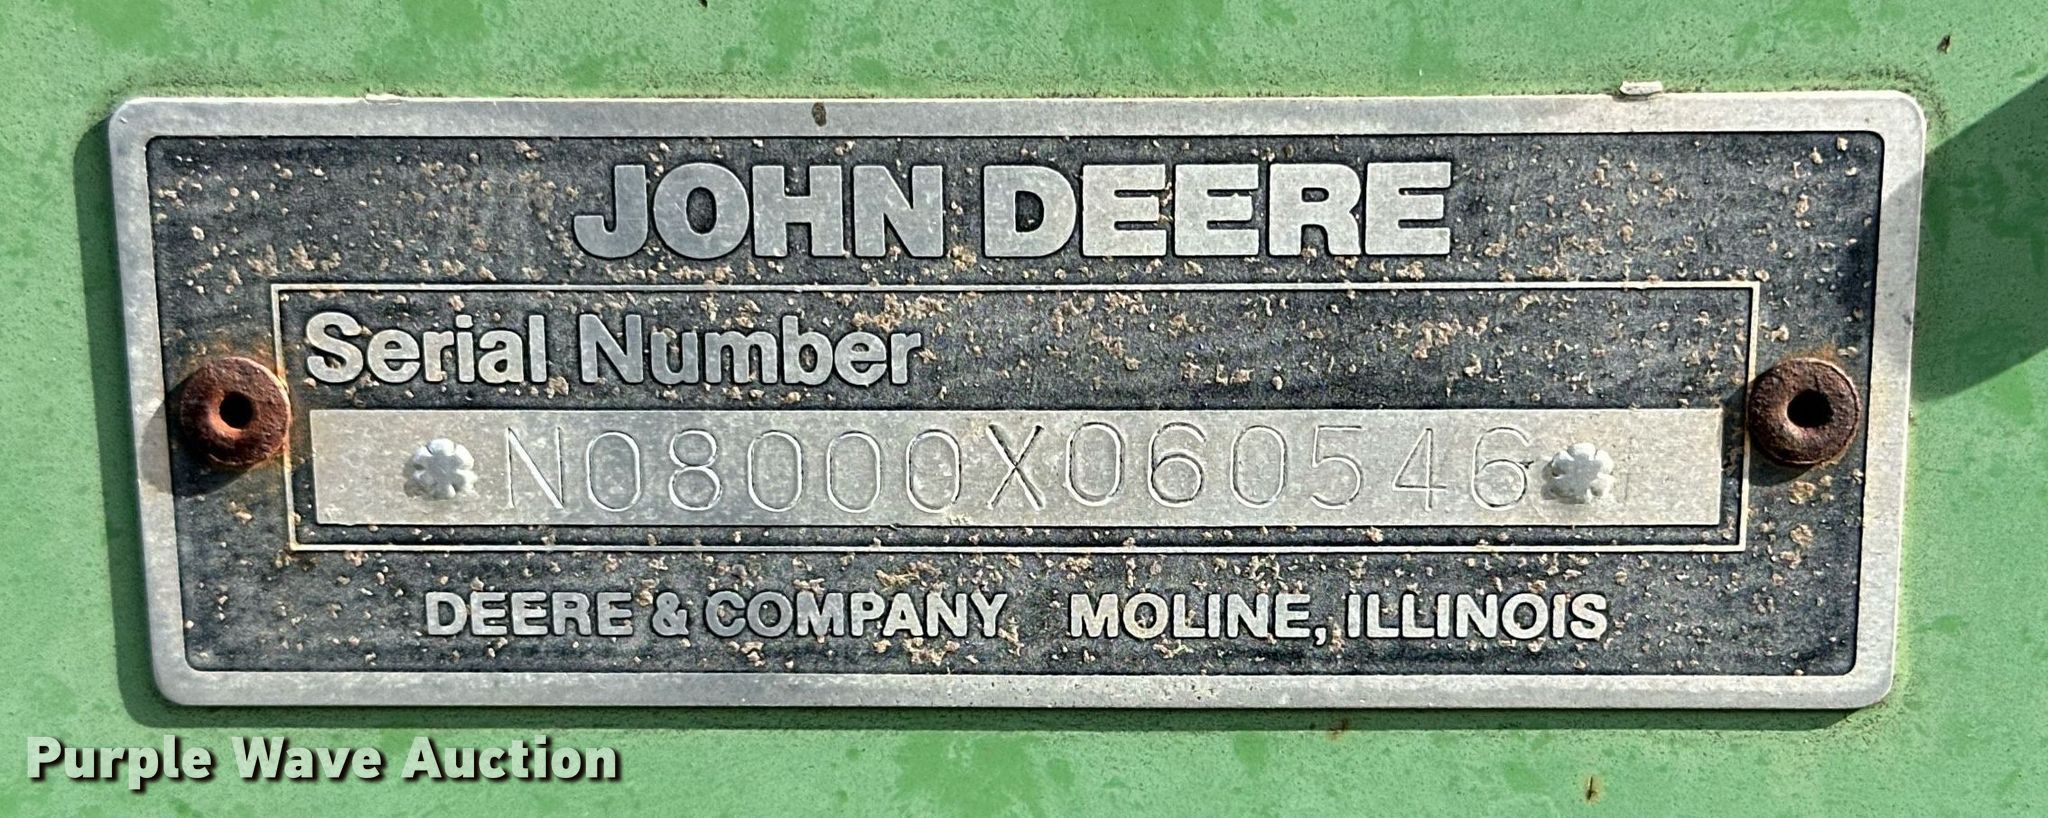 JOHN DEERE
Serial Number
N08000X060546
DEERE & COMPANY MOLINE, ILLINOIS
Purple Wave Auction